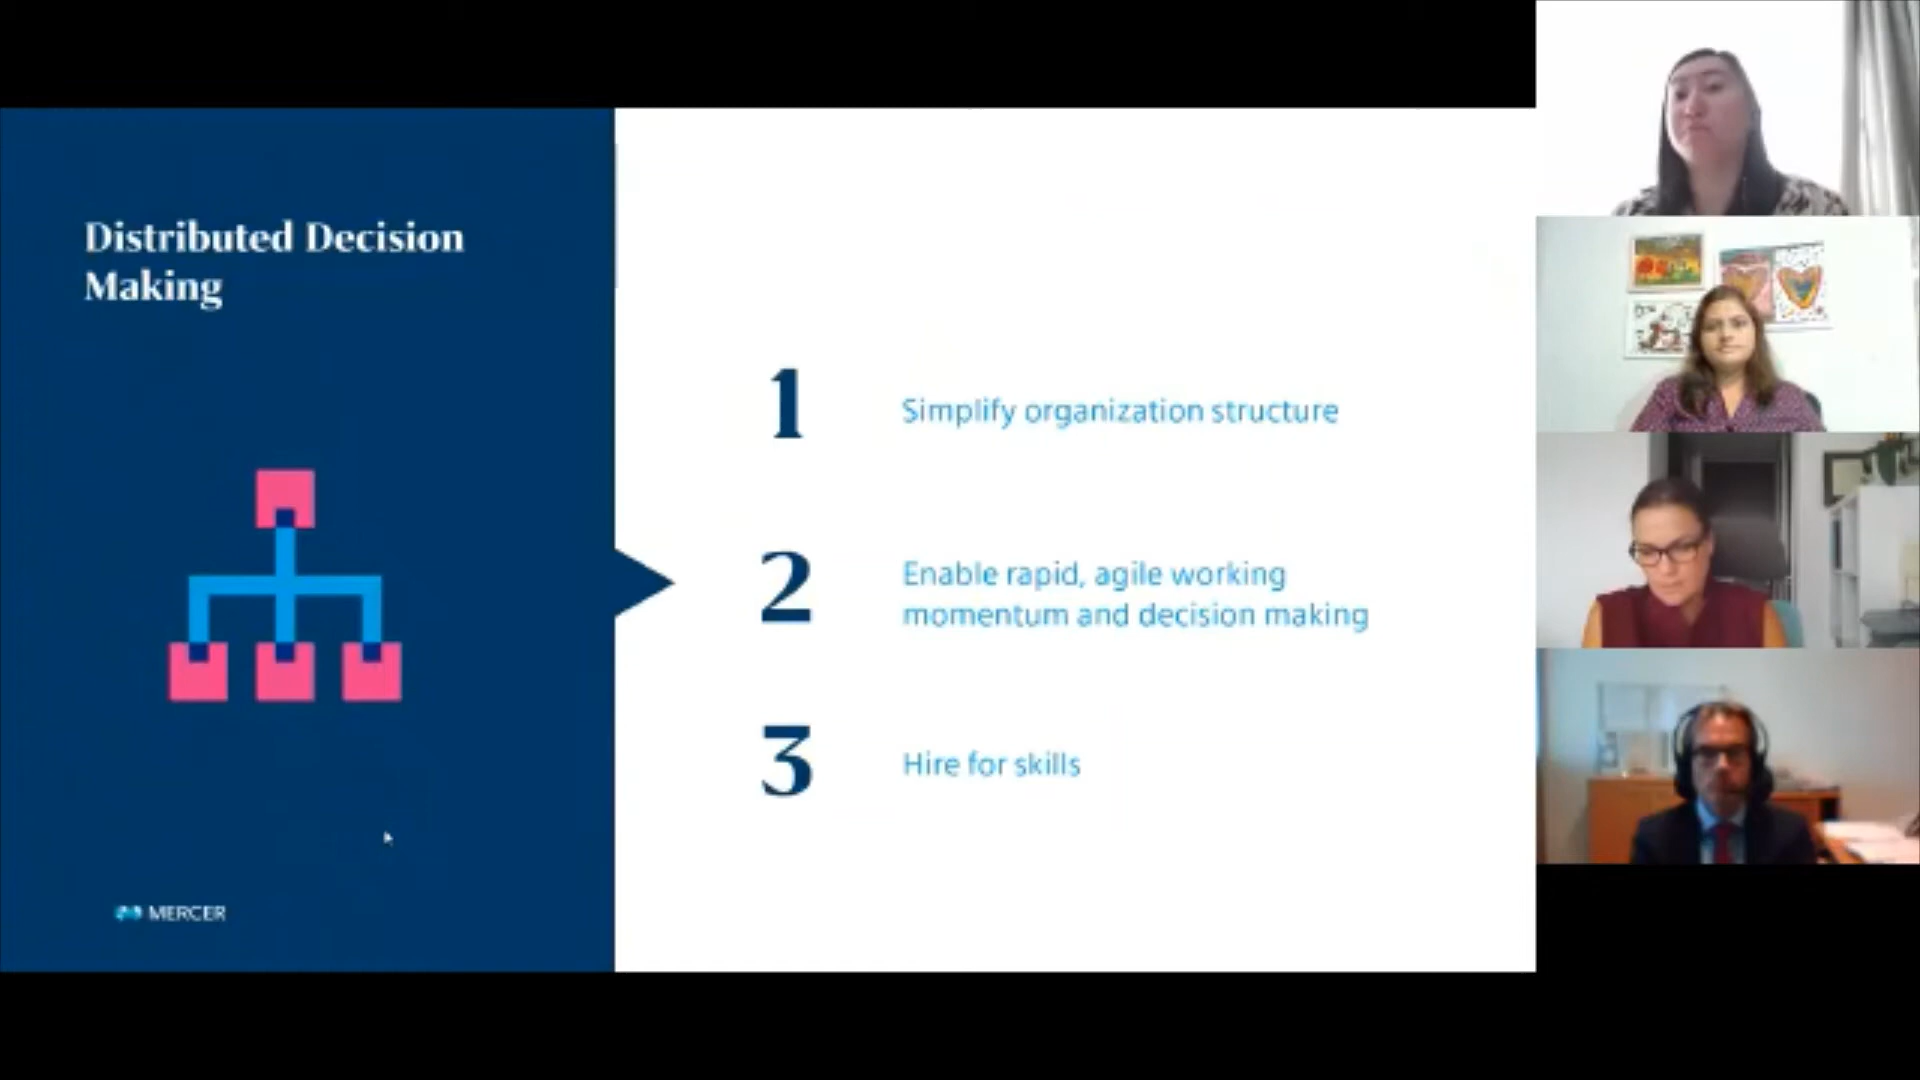 Distributed Decision
Making
1
Simplify organization structure
2
Enable rapid, agile working
momentum and decision making
3
Hire for skills
MERCER